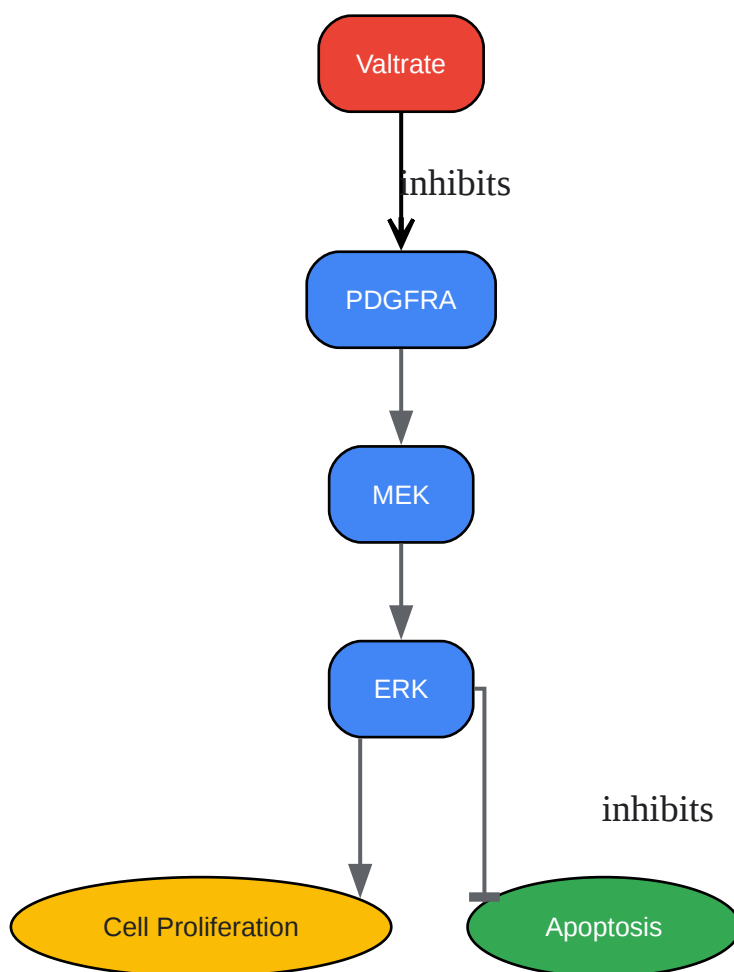 Valtrate
inhibits
PDGFRA
MEK
ERK
inhibits
Cell Proliferation
Apoptosis